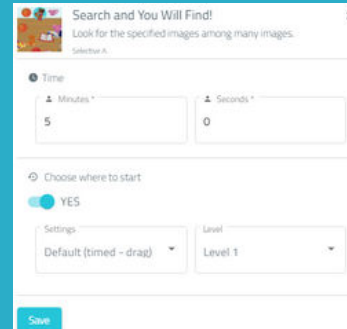 Search and You Will Find!
Look for the specified images among many images.
Selective A.
Time
Minutes *
Seconds *
5
0
Choose where to start
YES
Settings
Level
Default (timed - drag)
Level 1
Save